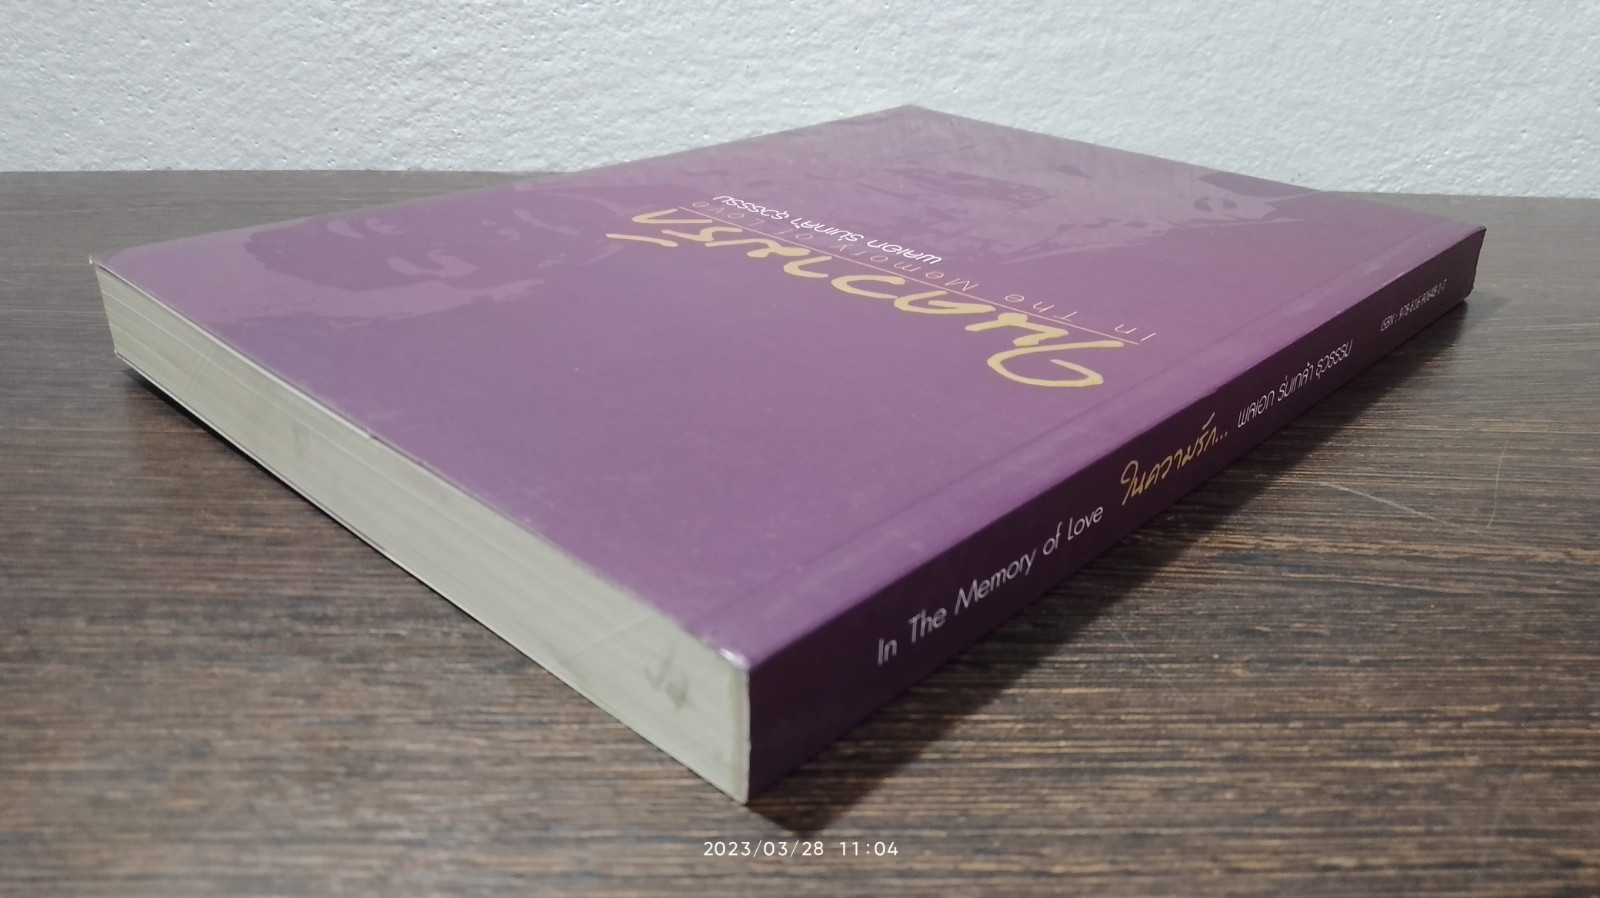 ในความรัก
In The Memory of Love
พลเอก ร่มเกล้า ธุวธรรม
In The Memory of Love ในความรัก... พลเอก ร่มเกล้า ธุวธรรม
2023/03/28 11:04